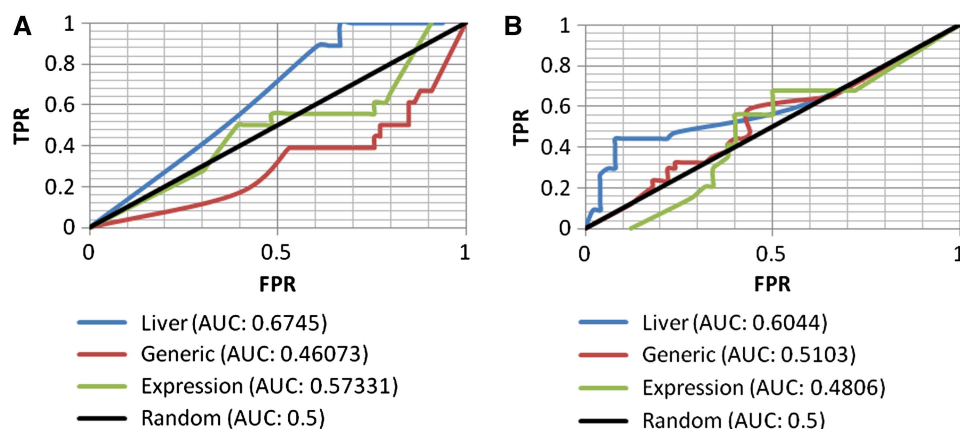 A
1
0.8
0.6
0.4
0.2
0
TPR
0
0.5
1
FPR
Liver (AUC: 0.6745)
Generic (AUC: 0.46073)
Expression (AUC: 0.57331)
Random (AUC: 0.5)
B
1
0.8
0.6
0.4
0.2
0
TPR
0
0.5
1
FPR
Liver (AUC: 0.6044)
Generic (AUC: 0.5103)
Expression (AUC: 0.4806)
Random (AUC: 0.5)